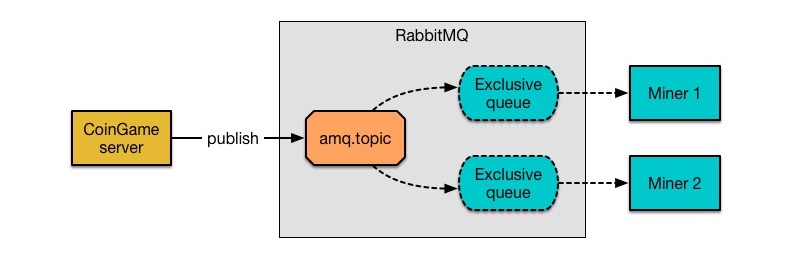 RabbitMQ
CoinGame
server
publish
amq.topic
Exclusive
queue
Miner 1
Exclusive
queue
Miner 2